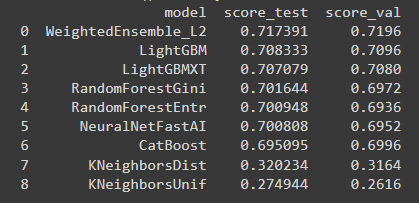 model score_test score_val
0 WeightedEnsemble_L2 0.717391 0.7196
1 LightGBM 0.708333 0.7096
2 LightGBMXT 0.707079 0.7080
3 RandomForestGini 0.701644 0.6972
4 RandomForestEntr 0.700948 0.6936
5 NeuralNetFastAI 0.700808 0.6952
6 CatBoost 0.695095 0.6996
7 KNeighborsDist 0.320234 0.3164
8 KNeighborsUnif 0.274944 0.2616